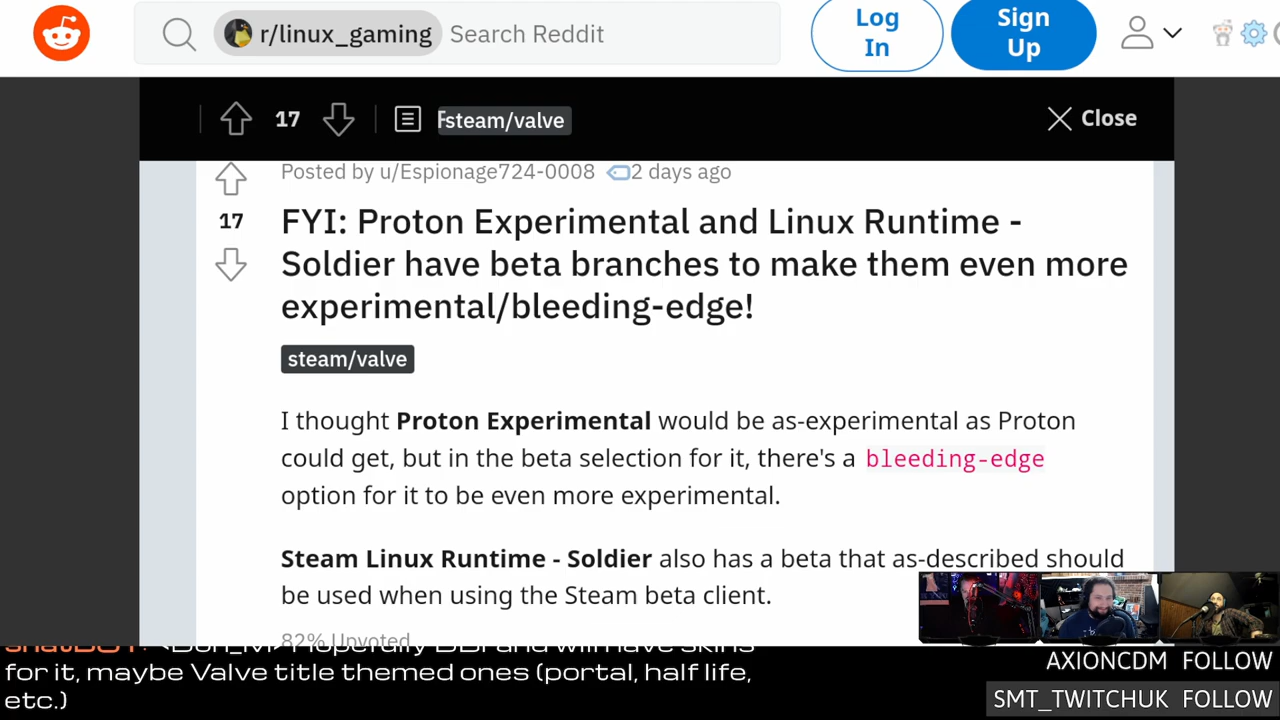 r/linux_gaming Search Reddit
Log In
Sign Up
17
steam/valve
Close
Posted by u/Espionage724-0008 2 days ago
17
FYI: Proton Experimental and Linux Runtime -
Soldier have beta branches to make them even more
experimental/bleeding-edge!
steam/valve
I thought Proton Experimental would be as-experimental as Proton
could get, but in the beta selection for it, there's a bleeding-edge
option for it to be even more experimental.
Steam Linux Runtime - Soldier also has a beta that as-described should
be used when using the Steam beta client.
82% Upvoted
will have skins
for it, maybe Valve title themed ones (portal, half life,
etc.)
AXIONCDM FOLLOW
SMT_TWITCHUK FOLLOW